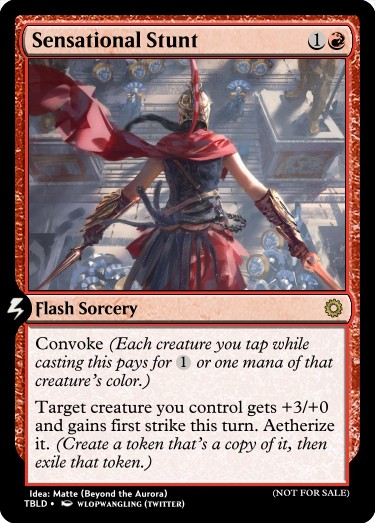 Sensational Stunt 1
Flash Sorcery
Convoke (Each creature you tap while
casting this pays for 1 or one mana of that
creature's color.)
Target creature you control gets +3/+0
and gains first strike this turn. Aetherize
it. (Create a token that's a copy of it, then
exile that token.)
Idea: Matte (Beyond the Aurora)
TBLD • WLOPWANGLING (TWITTER)
(NOT FOR SALE)